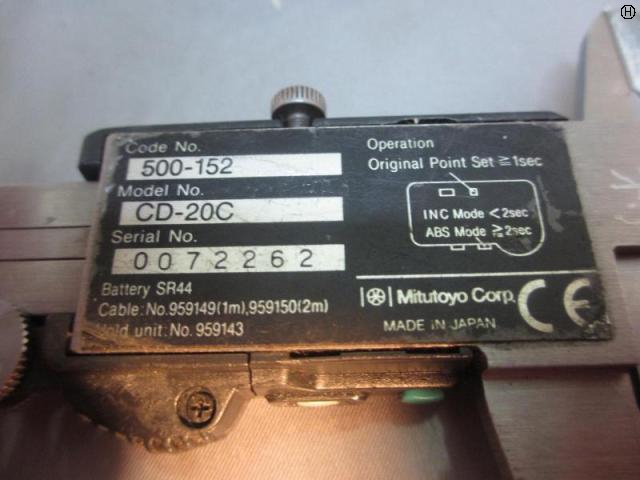 Code No.
500-152
Model No.
CD-20C
Serial No.
0072262
Battery SR44
Cable: No.959149(1m),959150(2m)
Hold unit: No. 959143
Operation
Original Point Set ≧1sec
INC Mode <2sec
ABS Mode ≧2sec
Mitutoyo Corp.
MADE IN JAPAN
CE
H